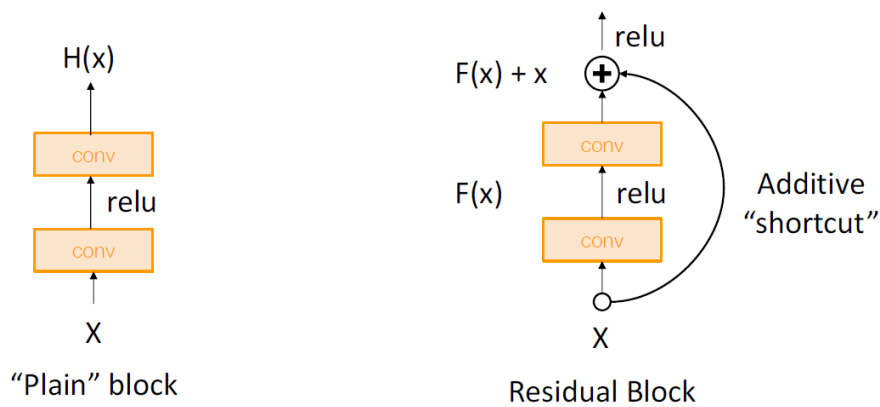 H(x)
conv
relu
conv
X
“Plain” block
relu
F(x) + x
conv
F(x)
relu
conv
X
Additive
“shortcut”
Residual Block